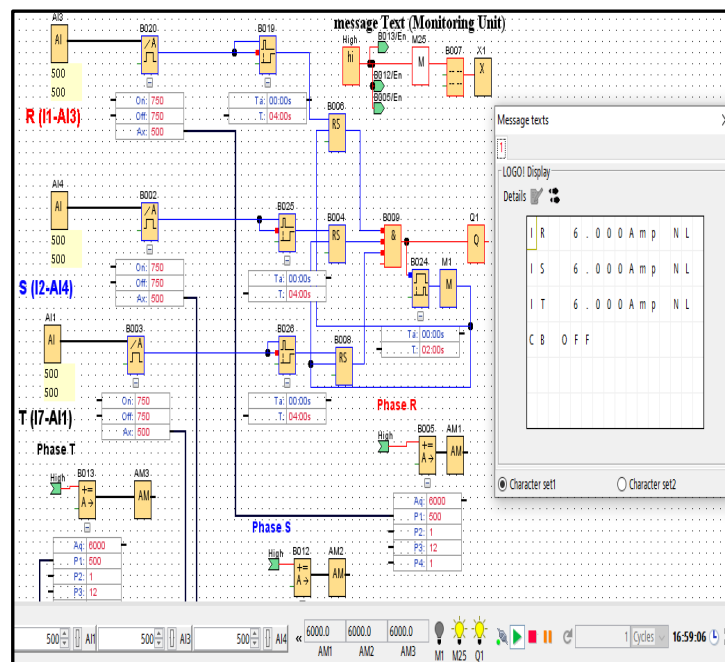 message Text (Monitoring Unit)
AI3
AI
500
500
R (I1-AI3)
B020
/A
On: 750
Off: 750
Ax: 500
B019
Ta: 00:00s
T: 04:00s
High
hi
B013/En
B012/En
B005/En
M25
M
B007
X1
X
B006
RS
AI4
AI
500
500
S (I2-AI4)
B002
/A
On: 750
Off: 750
Ax: 500
B025
Ta: 00:00s
T: 04:00s
B004
RS
B009
&
Q1
Q
B024
M1
M
Ta: 00:00s
T: 02:00s
AI1
AI
500
500
T (I7-AI1)
B003
/A
On: 750
Off: 750
Ax: 500
B026
Ta: 00:00s
T: 04:00s
B008
RS
Phase R
High
B005
+=
A→
AM1
AM
Aq: 6000
P1: 500
P2: 1
P3: 12
P4: 1
Phase T
High
B013
+=
A→
AM3
AM
Aq: 6000
P1: 500
P2: 1
P3: 12
Phase S
High
B012
+=
A→
AM2
AM
Message texts
1
LOGO! Display
Details
IR 6.000Amp NL
IS 6.000Amp NL
IT 6.000Amp NL
CB OFF
Character set1
Character set2
500 AI1 500 AI3 500 AI4 «
6000.0 6000.0 6000.0
AM1 AM2 AM3
M1 M25 Q1
1 Cycles 16:59:06